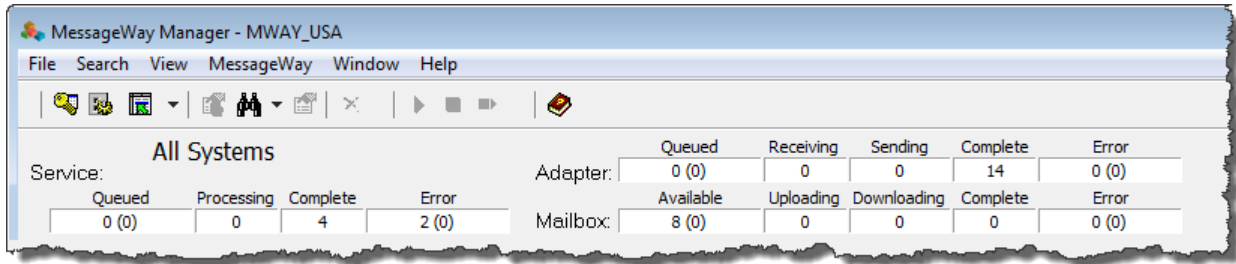 MessageWay Manager - MWAY_USA
File Search View MessageWay Window Help
All Systems
Service:
Queued Processing Complete Error
0 (0) 0 4 2 (0)
Queued Receiving Sending Complete Error
Adapter: 0 (0) 0 0 14 0 (0)
Available Uploading Downloading Complete Error
Mailbox: 8 (0) 0 0 0 0 (0)